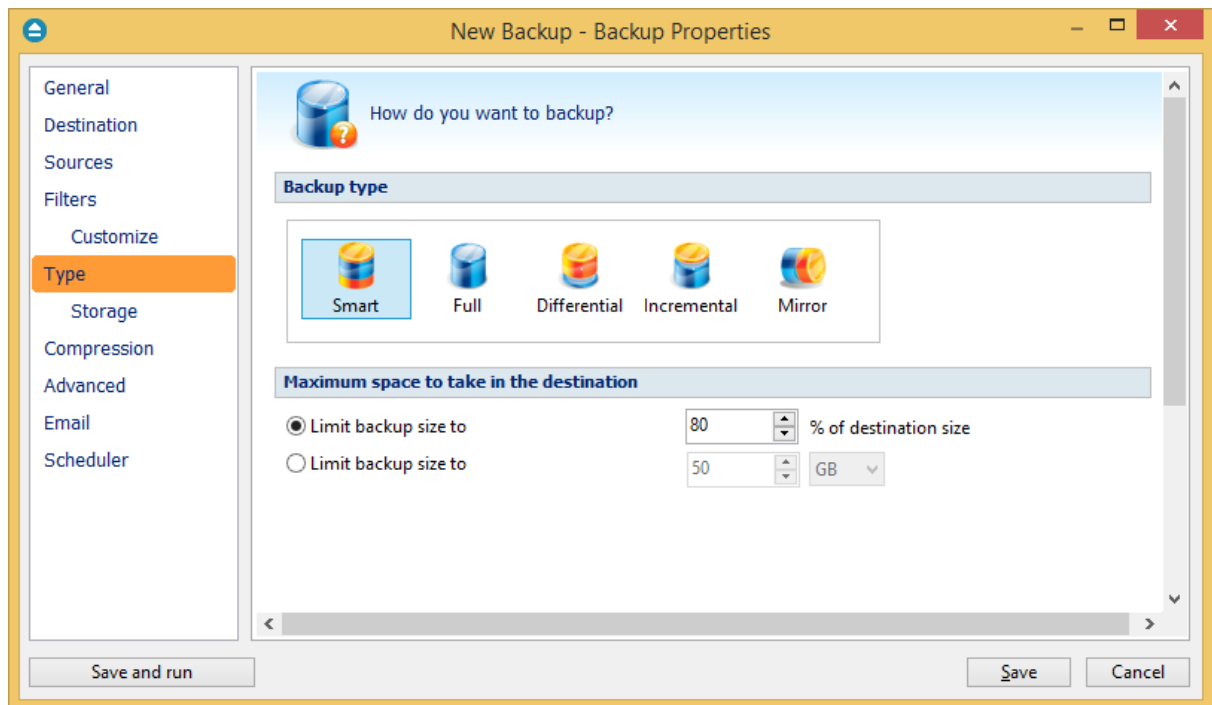 New Backup - Backup Properties
General
Destination
Sources
Filters
Customize
Type
Storage
Compression
Advanced
Email
Scheduler
How do you want to backup?
Backup type
Smart Full Differential Incremental Mirror
Maximum space to take in the destination
Limit backup size to 80 % of destination size
Limit backup size to 50 GB
Save and run Save Cancel